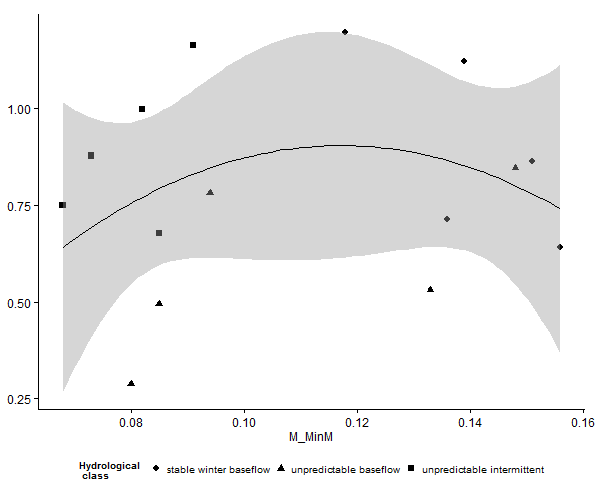 1.00
0.75
0.50
0.25
0.08 0.10 0.12 0.14 0.16
M_MinM
Hydrological
class
stable winter baseflow unpredictable baseflow unpredictable intermittent